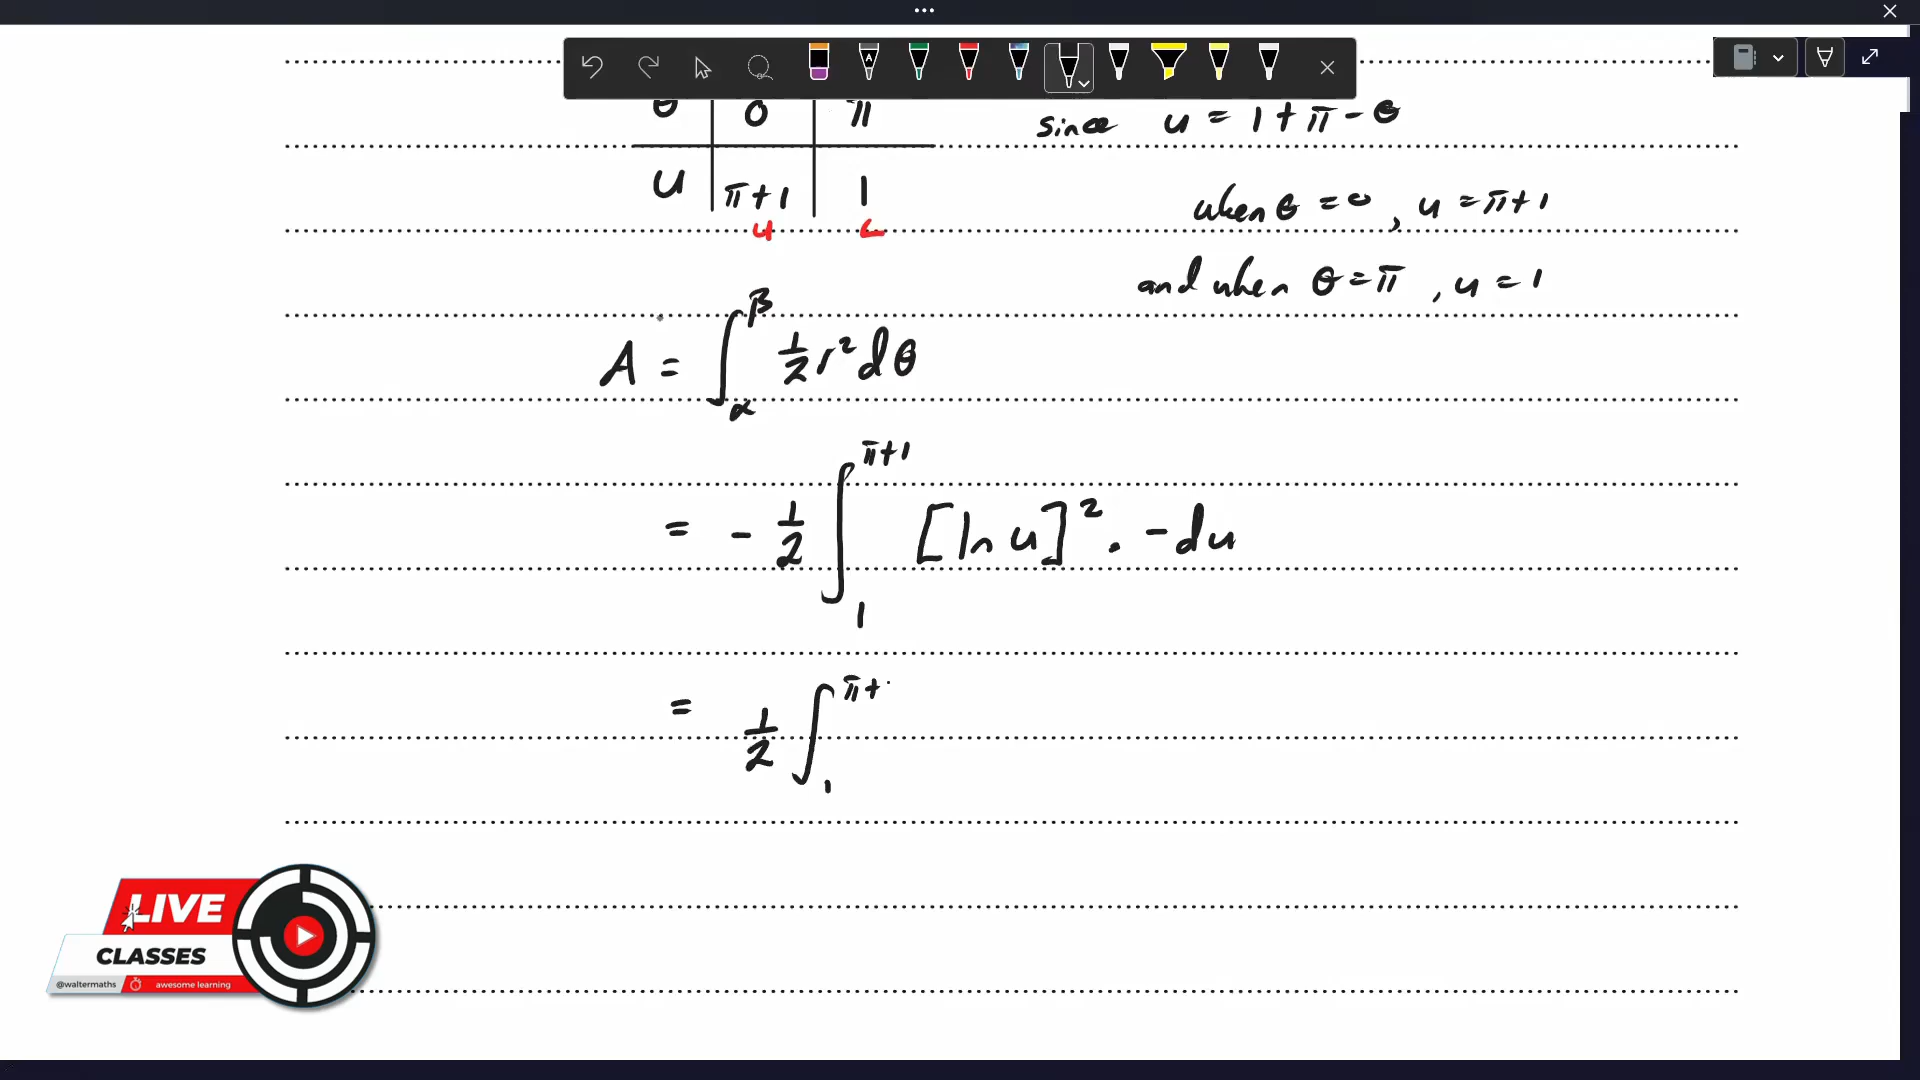 θ 0 π
since u = 1 + π - θ
u π+1 1
u L
when θ = 0, u = π+1
and when θ = π, u = 1
A = ∫_α^β ½ r² dθ
= - ½ ∫_1^{π+1} [ln u]² . -du
= ½ ∫_1^{π+
LIVE
CLASSES
@waltermaths awesome learning